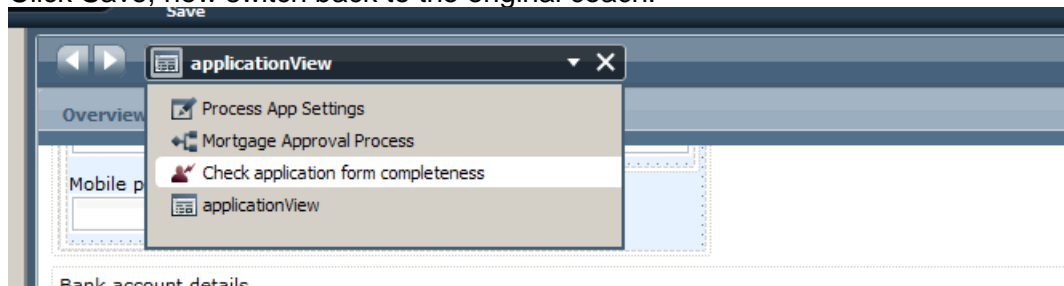 Click Save, now switch back to the original coach.
Save
applicationView
Process App Settings
Overview
Mortgage Approval Process
Check application form completeness
Mobile p
applicationView
Bank account details